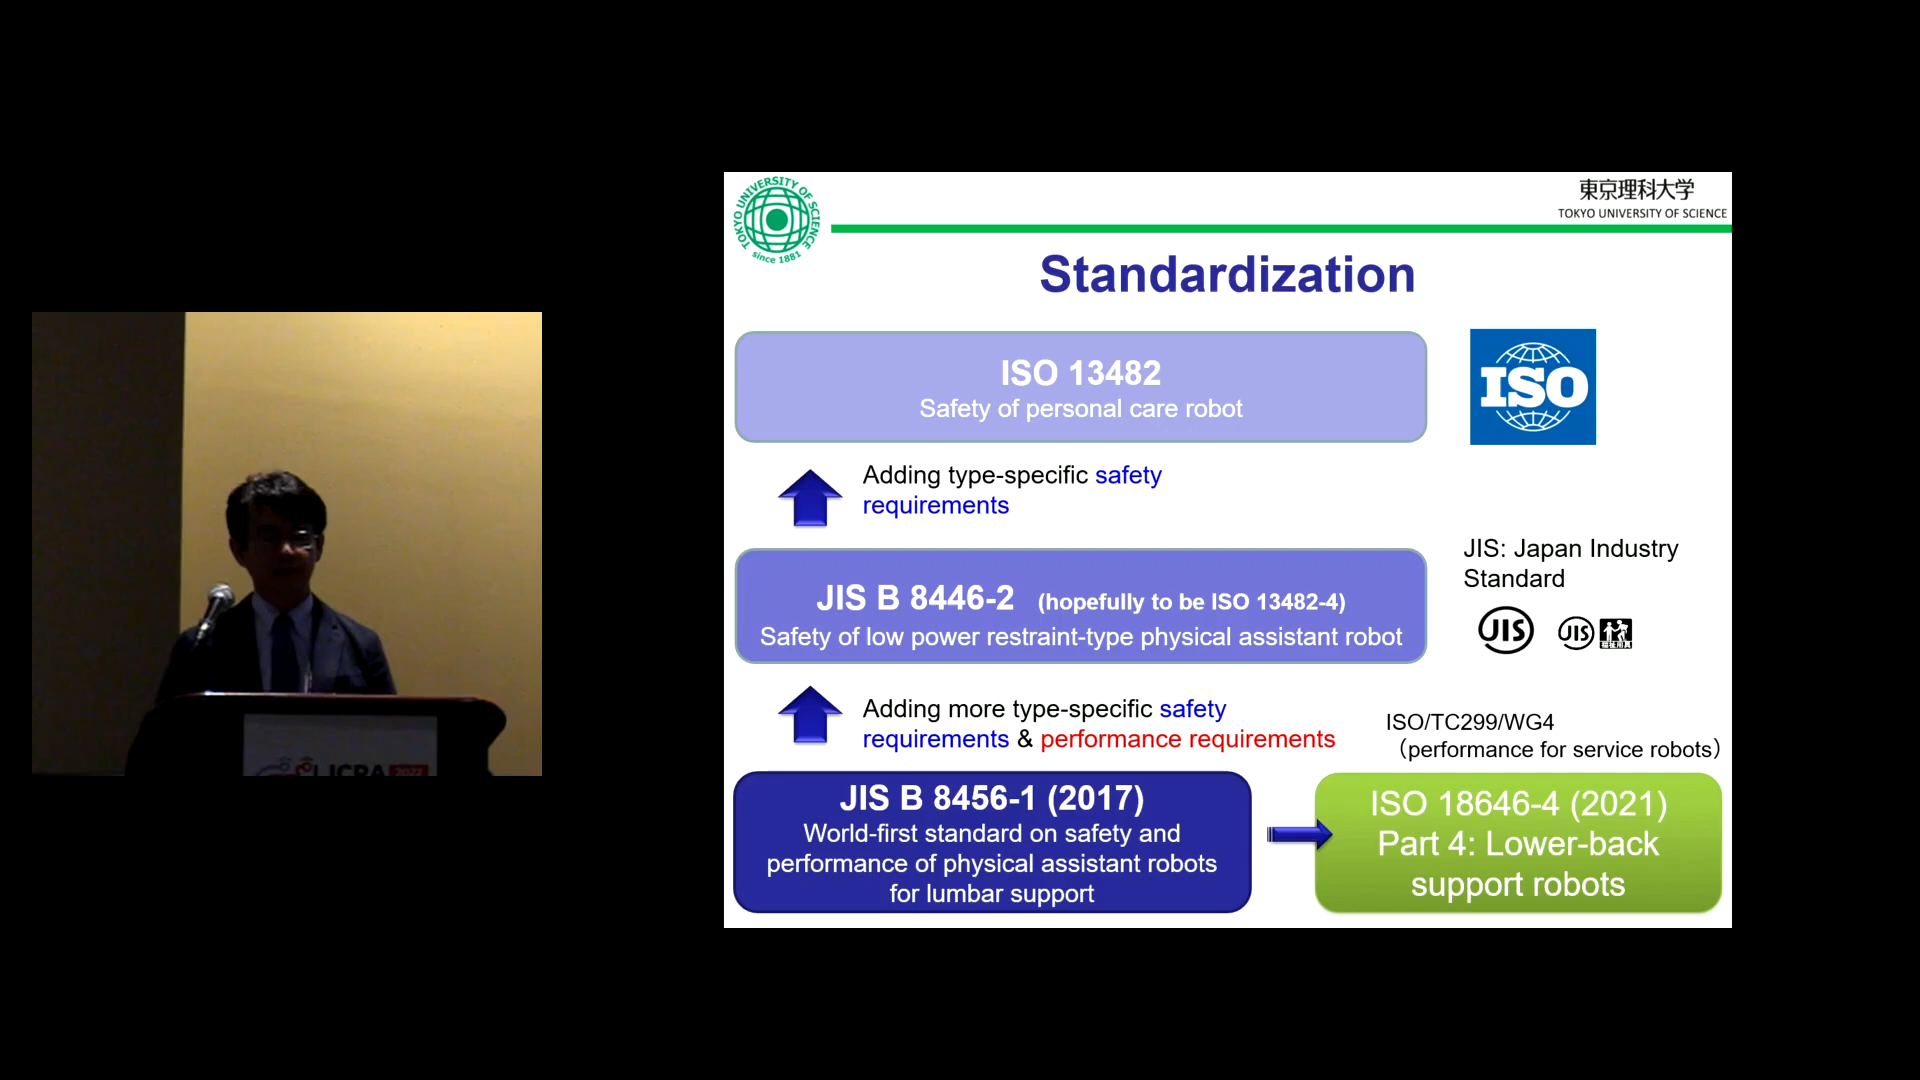 TOKYO UNIVERSITY OF SCIENCE
since 1881
東京理科大学
TOKYO UNIVERSITY OF SCIENCE
Standardization
ISO 13482
Safety of personal care robot
ISO
Adding type-specific safety
requirements
JIS B 8446-2 (hopefully to be ISO 13482-4)
Safety of low power restraint-type physical assistant robot
JIS: Japan Industry
Standard
JIS
JIS
福祉用具
Adding more type-specific safety
requirements & performance requirements
ISO/TC299/WG4
（performance for service robots）
JIS B 8456-1 (2017)
World-first standard on safety and
performance of physical assistant robots
for lumbar support
ISO 18646-4 (2021)
Part 4: Lower-back
support robots
2022